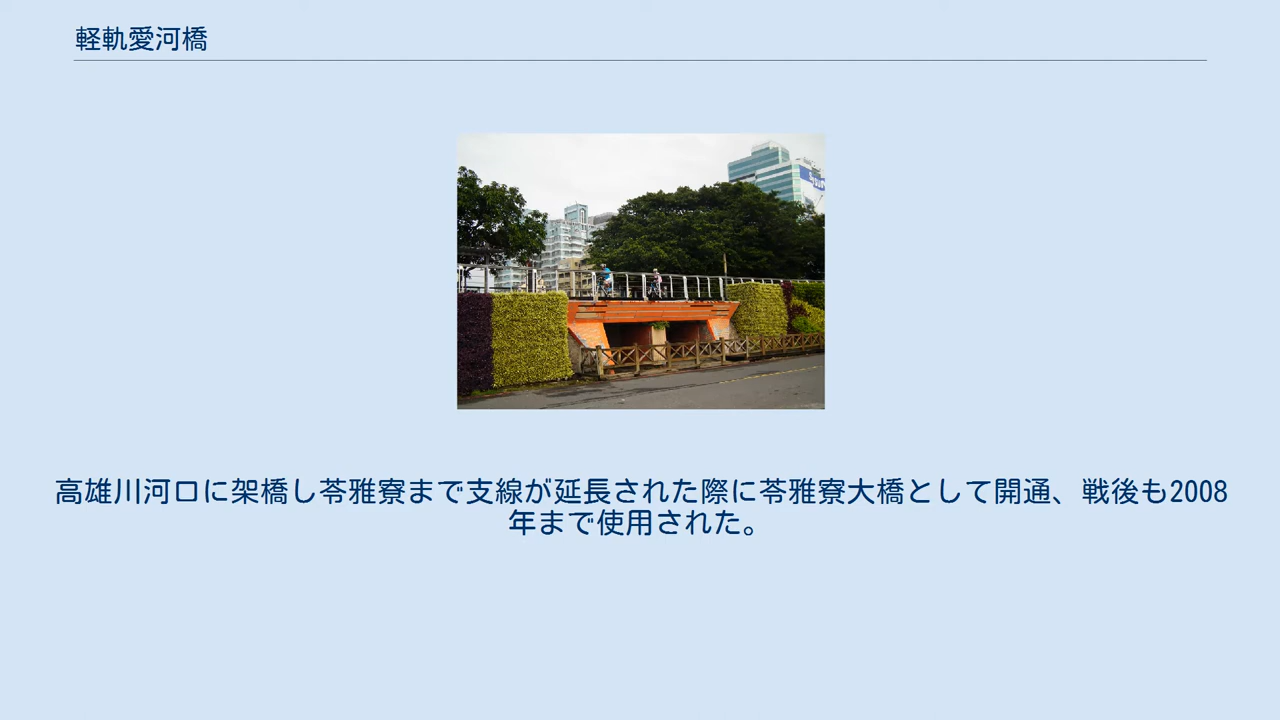 軽軌愛河橋
高雄川河口に架橋し苓雅寮まで支線が延長された際に苓雅寮大橋として開通、戦後も2008
年まで使用された。